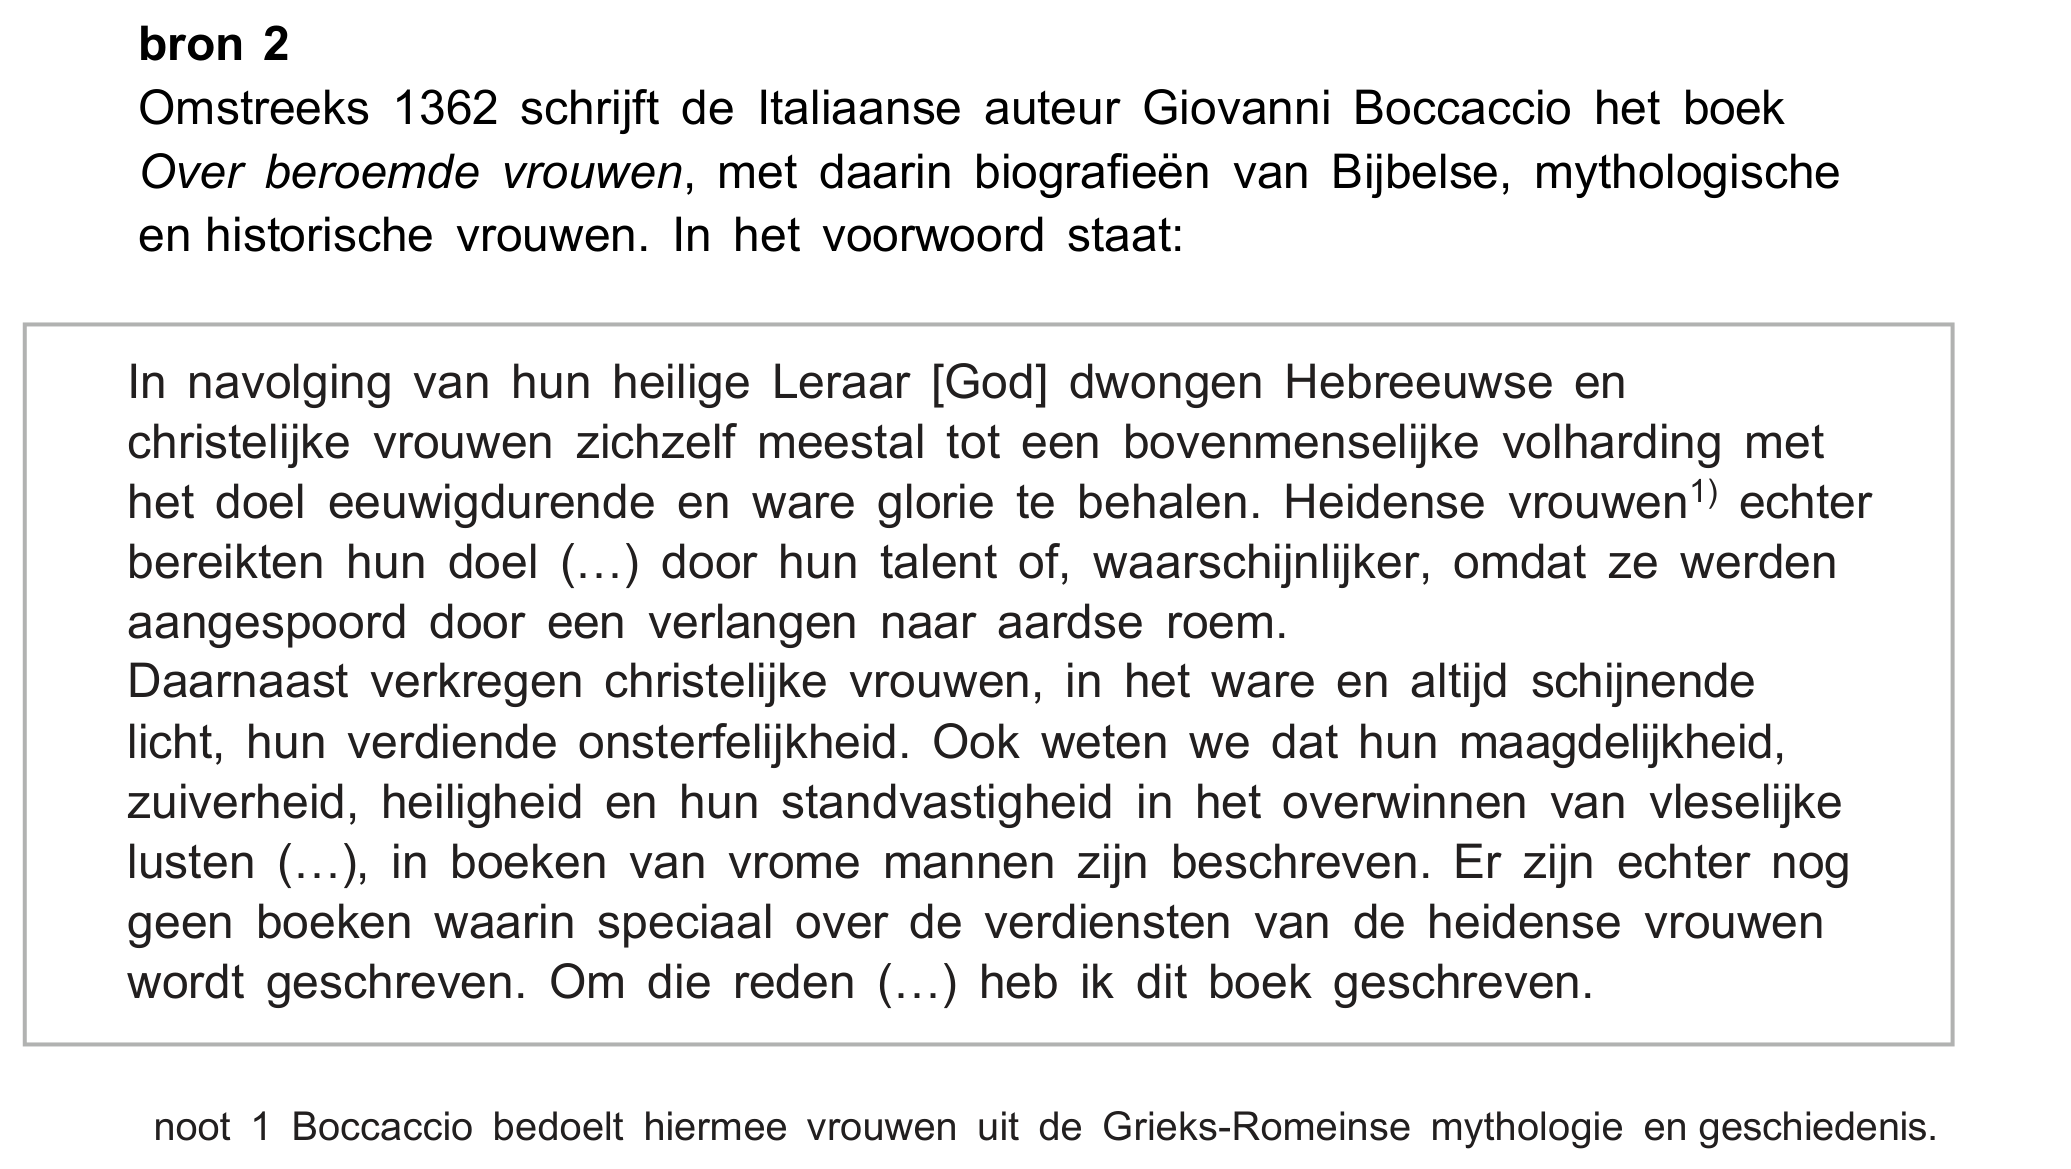 bron 2
Omstreeks 1362 schrijft de Italiaanse auteur Giovanni Boccaccio het boek
Over beroemde vrouwen, met daarin biografieën van Bijbelse, mythologische
en historische vrouwen. In het voorwoord staat:
In navolging van hun heilige Leraar [God] dwongen Hebreeuwse en
christelijke vrouwen zichzelf meestal tot een bovenmenselijke volharding met
het doel eeuwigdurende en ware glorie te behalen. Heidense vrouwen1) echter
bereikten hun doel (…) door hun talent of, waarschijnlijker, omdat ze werden
aangespoord door een verlangen naar aardse roem.
Daarnaast verkregen christelijke vrouwen, in het ware en altijd schijnende
licht, hun verdiende onsterfelijkheid. Ook weten we dat hun maagdelijkheid,
zuiverheid, heiligheid en hun standvastigheid in het overwinnen van vleselijke
lusten (…), in boeken van vrome mannen zijn beschreven. Er zijn echter nog
geen boeken waarin speciaal over de verdiensten van de heidense vrouwen
wordt geschreven. Om die reden (…) heb ik dit boek geschreven.
noot 1 Boccaccio bedoelt hiermee vrouwen uit de Grieks-Romeinse mythologie en geschiedenis.